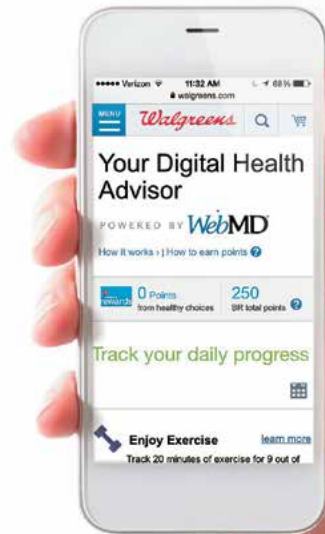 Verizon 11:32 AM 68%
walgreens.com
MENU Walgreens
Your Digital Health
Advisor
POWERED BY WebMD
How it works › | How to earn points ?
rewards 0 Points 250
from healthy choices BR total points ?
Track your daily progress
Enjoy Exercise learn more
Track 20 minutes of exercise for 9 out of